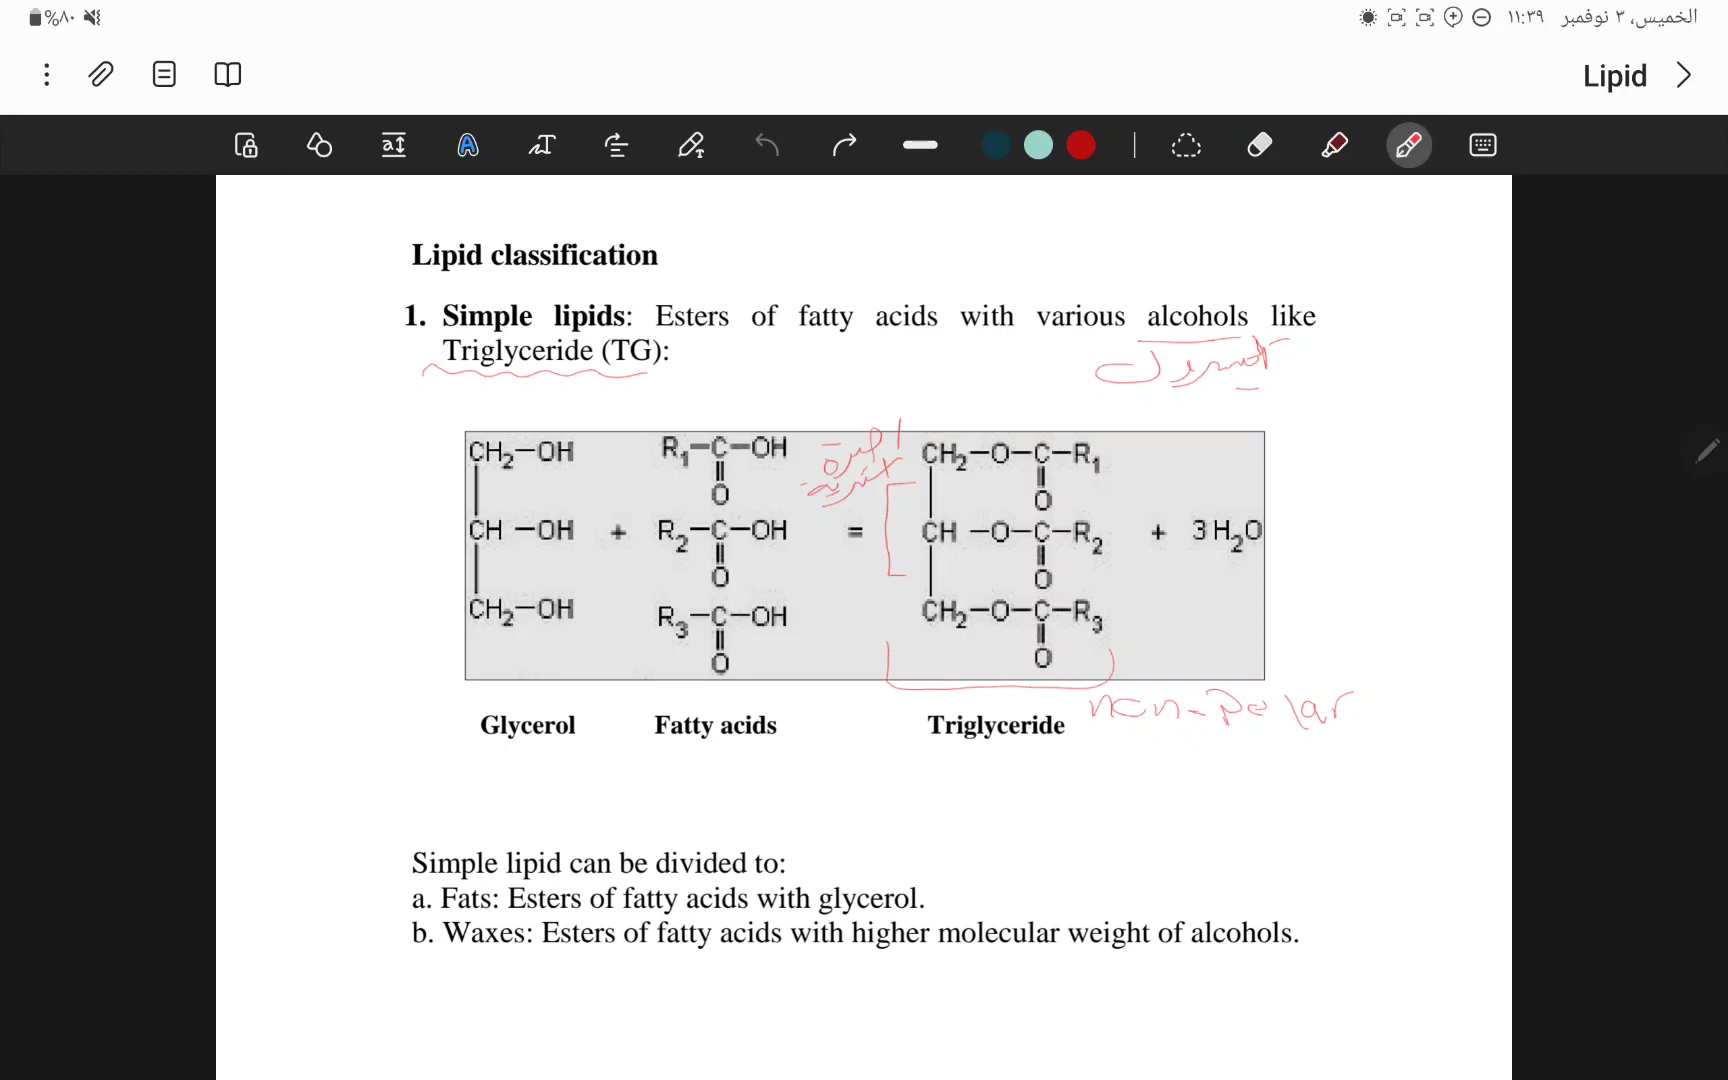 %٨٠
الخميس، ٣ نوفمبر ١١:٣٩
Lipid
Lipid classification
1. Simple lipids: Esters of fatty acids with various alcohols like
Triglyceride (TG):
CH2-OH R1-C-OH CH2-O-C-R1
O O
CH-OH + R2-C-OH = CH-O-C-R2 + 3H2O
O O
CH2-OH R3-C-OH CH2-O-C-R3
O O
non-polar
Glycerol Fatty acids Triglyceride
Simple lipid can be divided to:
a. Fats: Esters of fatty acids with glycerol.
b. Waxes: Esters of fatty acids with higher molecular weight of alcohols.